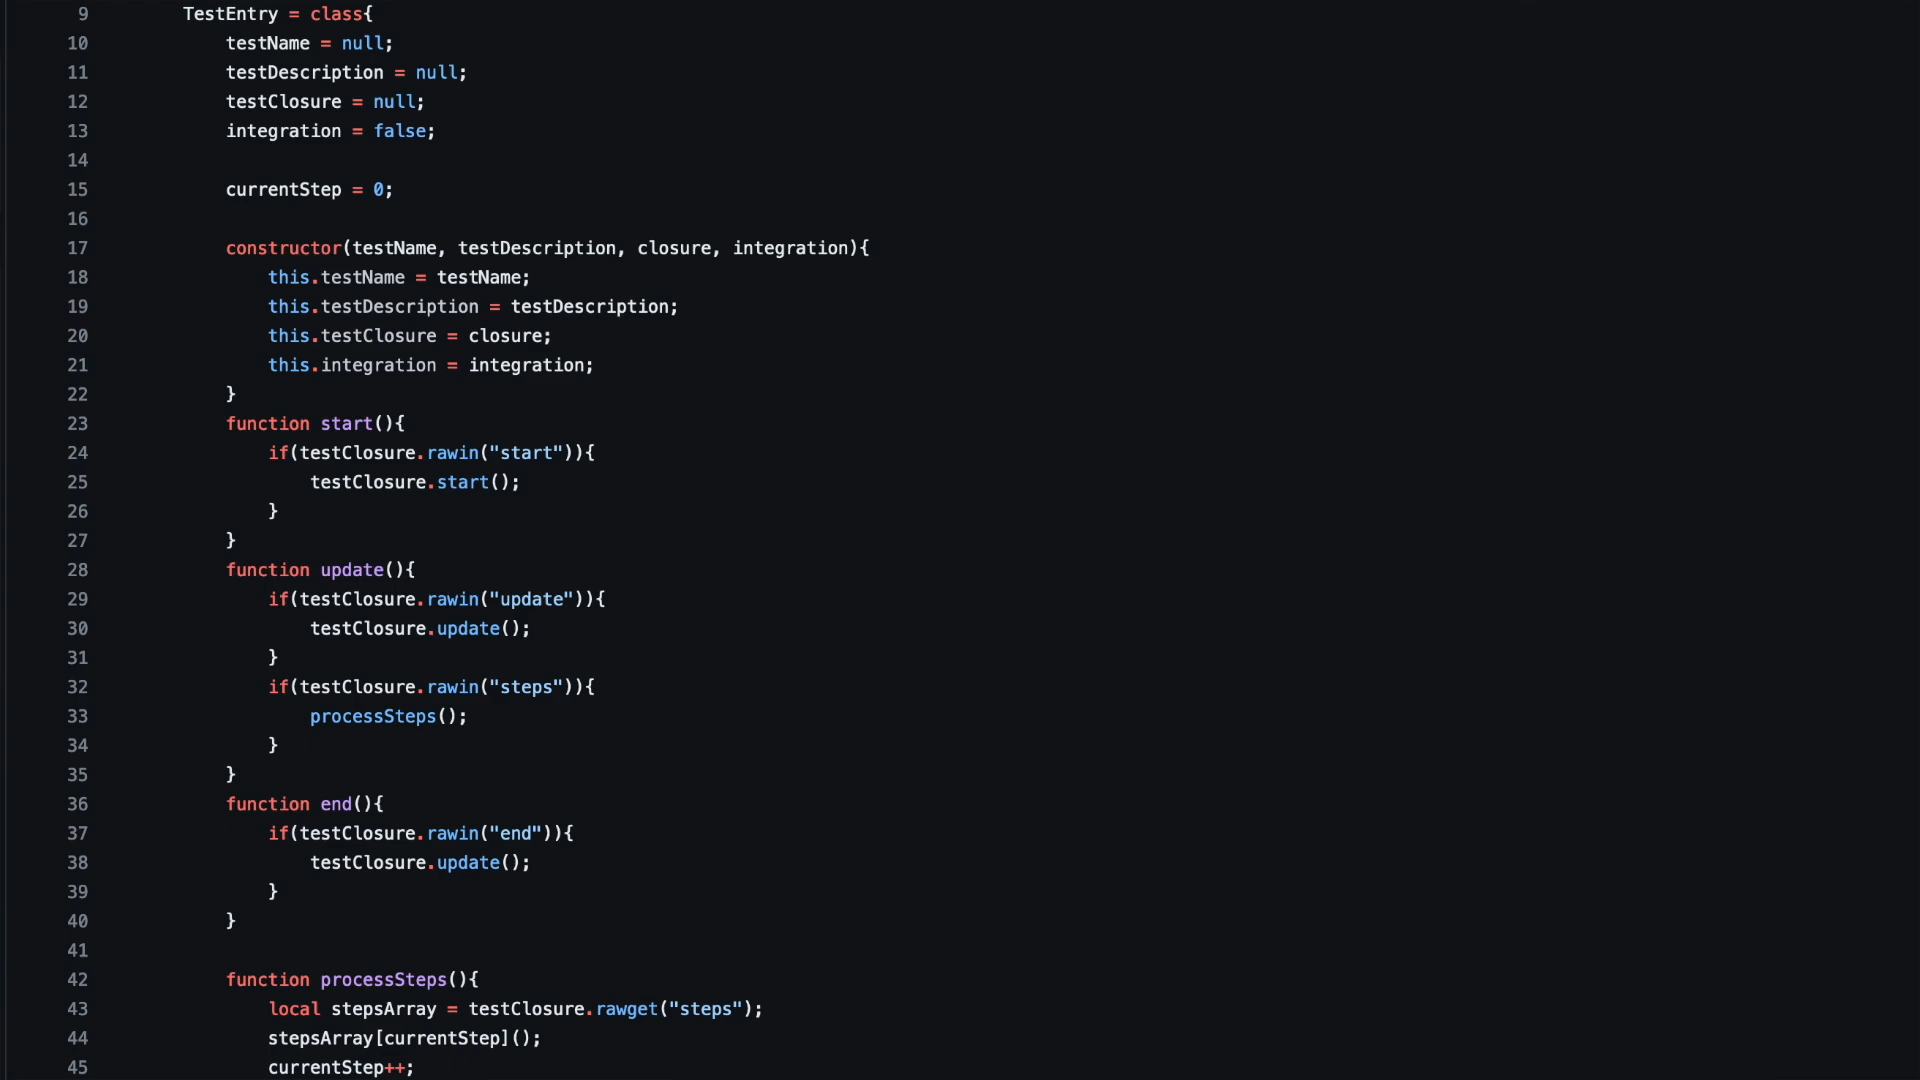 9 TestEntry = class{
10 testName = null;
11 testDescription = null;
12 testClosure = null;
13 integration = false;
14
15 currentStep = 0;
16
17 constructor(testName, testDescription, closure, integration){
18 this.testName = testName;
19 this.testDescription = testDescription;
20 this.testClosure = closure;
21 this.integration = integration;
22 }
23 function start(){
24 if(testClosure.rawin("start")){
25 testClosure.start();
26 }
27 }
28 function update(){
29 if(testClosure.rawin("update")){
30 testClosure.update();
31 }
32 if(testClosure.rawin("steps")){
33 processSteps();
34 }
35 }
36 function end(){
37 if(testClosure.rawin("end")){
38 testClosure.update();
39 }
40 }
41
42 function processSteps(){
43 local stepsArray = testClosure.rawget("steps");
44 stepsArray[currentStep]();
45 currentStep++;